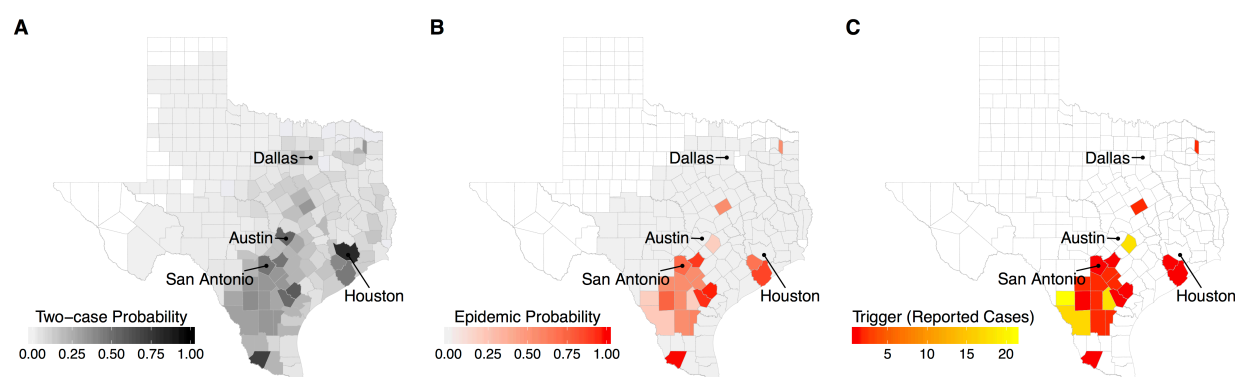 A
Dallas
Austin
San Antonio
Houston
Two-case Probability
0.00 0.25 0.50 0.75 1.00
B
Dallas
Austin
San Antonio
Houston
Epidemic Probability
0.00 0.25 0.50 0.75 1.00
C
Dallas
Austin
San Antonio
Houston
Trigger (Reported Cases)
5 10 15 20